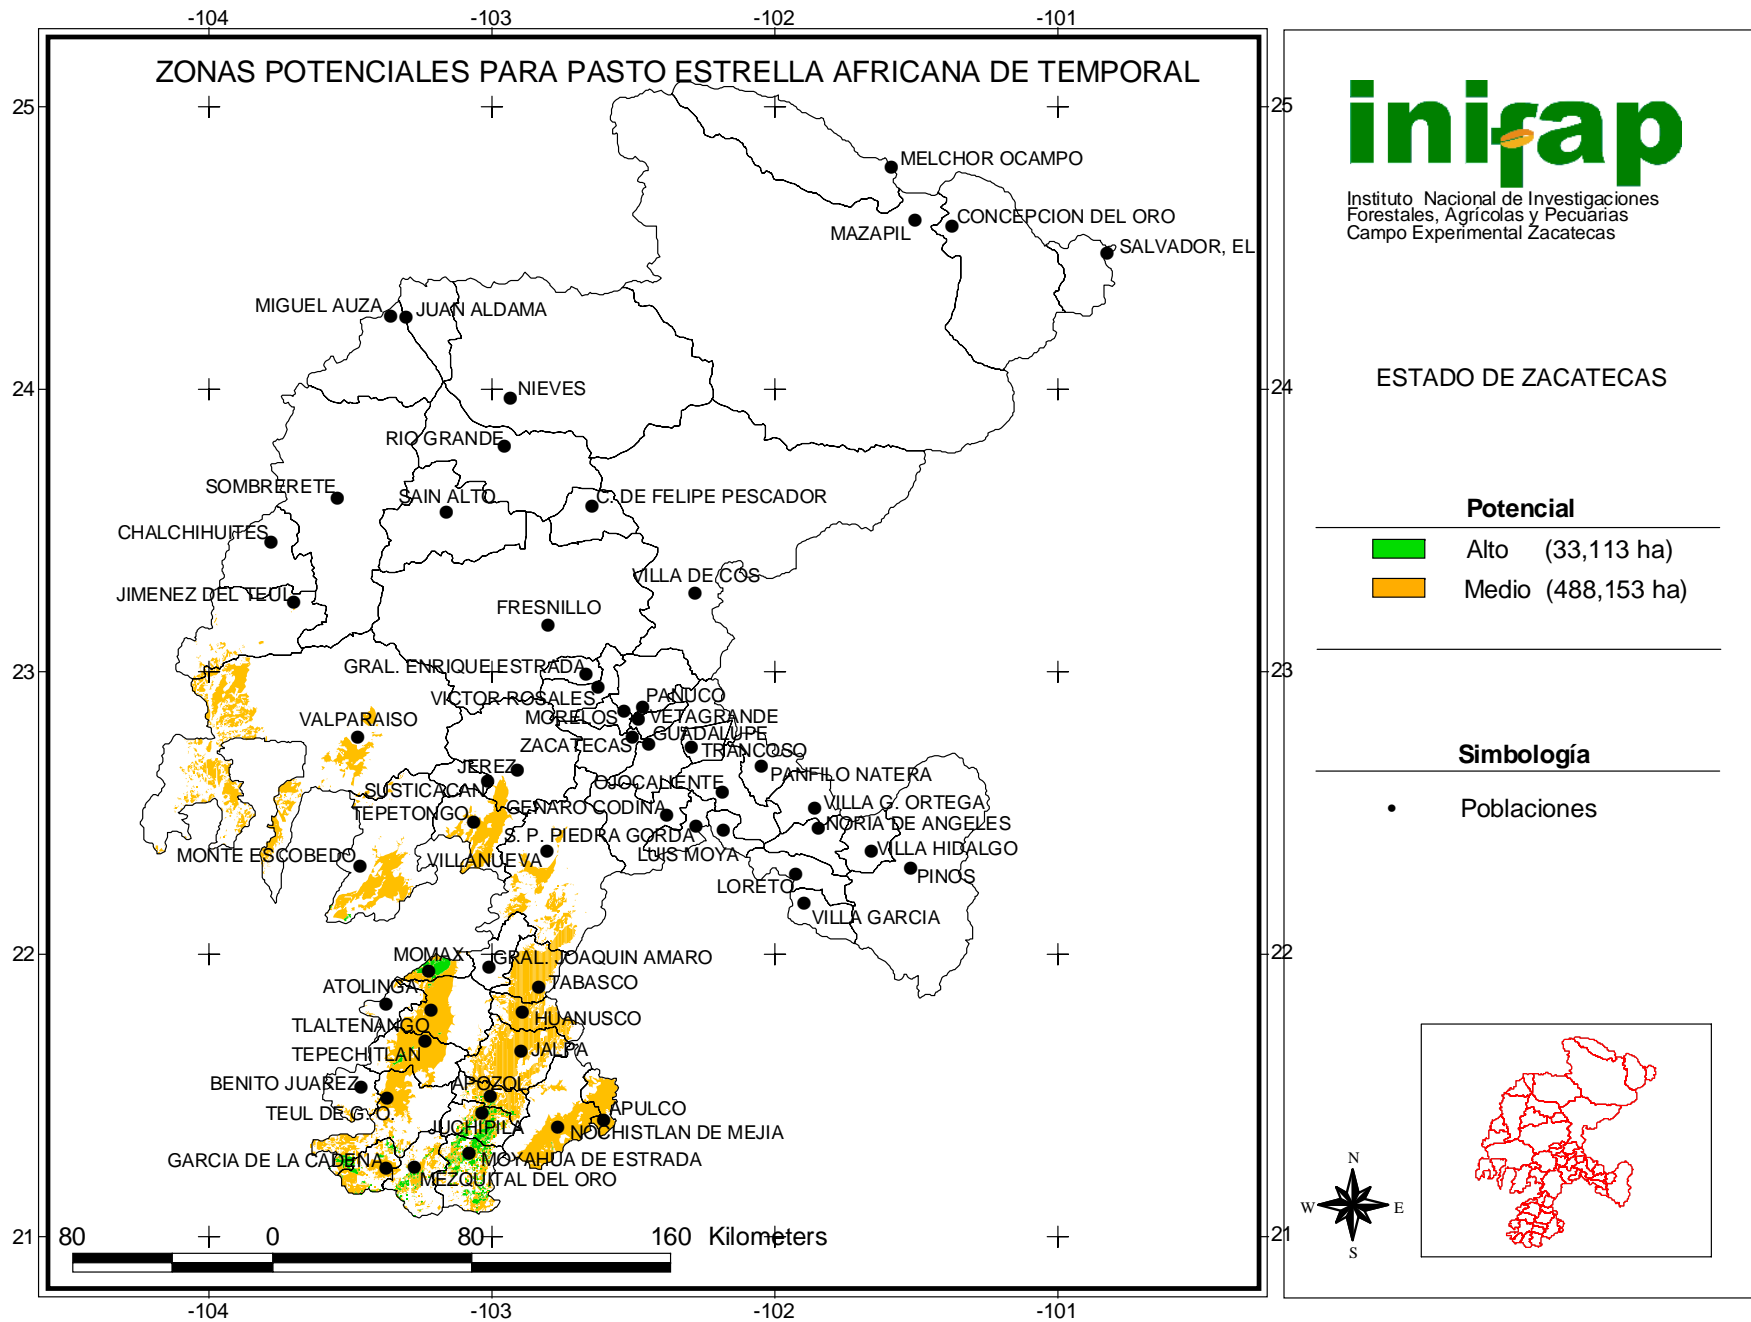 -104 -103 -102 -101
ZONAS POTENCIALES PARA PASTO ESTRELLA AFRICANA DE TEMPORAL
25 25
MELCHOR OCAMPO
CONCEPCION DEL ORO
MAZAPIL
SALVADOR, EL
MIGUEL AUZA
JUAN ALDAMA
24 24
NIEVES
RIO GRANDE
SOMBRERETE
SAIN ALTO
C. DE FELIPE PESCADOR
CHALCHIHUITES
VILLA DE COS
JIMENEZ DEL TEUL
FRESNILLO
23 23
GRAL. ENRIQUE ESTRADA
VICTOR ROSALES
PANUCO
VALPARAISO
MORELOS
VETAGRANDE
GUADALUPE
ZACATECAS
TRANCOSO
JEREZ
PANFILO NATERA
OJOCALIENTE
SUSTICACAN
TEPETONGO
GENARO CODINA
VILLA G. ORTEGA
NORIA DE ANGELES
S. P. PIEDRA GORDA
VILLA HIDALGO
MONTE ESCOBEDO
VILLANUEVA
LUIS MOYA
PINOS
LORETO
VILLA GARCIA
22 22
MOMAX
GRAL. JOAQUIN AMARO
ATOLINGA
TABASCO
TLALTENANGO
HUANUSCO
TEPECHITLAN
JALPA
BENITO JUAREZ
APOZOL
TEUL DE G. O.
APULCO
JUCHIPILA
NOCHISTLAN DE MEJIA
GARCIA DE LA CADENA
MOYAHUA DE ESTRADA
MEZQUITAL DEL ORO
21 21
80 0 80 160 Kilometers
-104 -103 -102 -101
inifap
Instituto Nacional de Investigaciones
Forestales, Agrícolas y Pecuarias
Campo Experimental Zacatecas
ESTADO DE ZACATECAS
Potencial
Alto (33,113 ha)
Medio (488,153 ha)
Simbología
Poblaciones
N
W E
S